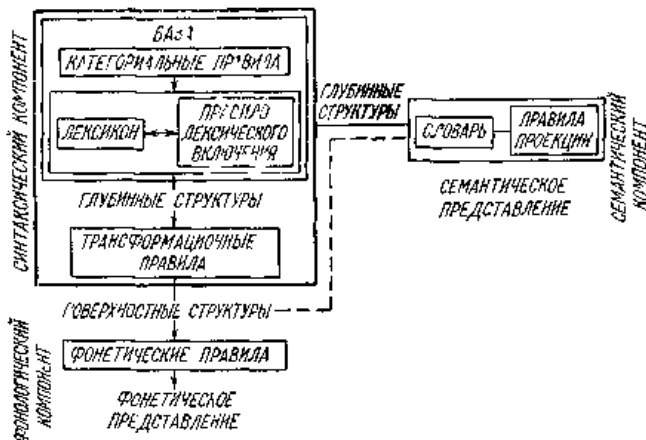 СИНТАКСИЧЕСКИЙ КОМПОНЕНТ
БАЗА
КАТЕГОРИАЛЬНЫЕ ПРАВИЛА
ЛЕКСИКОН
ПРАВИЛО
ЛЕКСИЧЕСКОГО
ВКЛЮЧЕНИЯ
ГЛУБИННЫЕ СТРУКТУРЫ
ТРАНСФОРМАЦИОННЫЕ
ПРАВИЛА
ГЛУБИННЫЕ
СТРУКТУРЫ
СЛОВАРЬ
ПРАВИЛА
ПРОЕКЦИИ
СЕМАНТИЧЕСКОЕ
ПРЕДСТАВЛЕНИЕ
СЕМАНТИЧЕСКИЙ
КОМПОНЕНТ
ПОВЕРХНОСТНЫЕ СТРУКТУРЫ
ФОНОЛОГИЧЕСКИЙ
КОМПОНЕНТ
ФОНЕТИЧЕСКИЕ ПРАВИЛА
ФОНЕТИЧЕСКОЕ
ПРЕДСТАВЛЕНИЕ